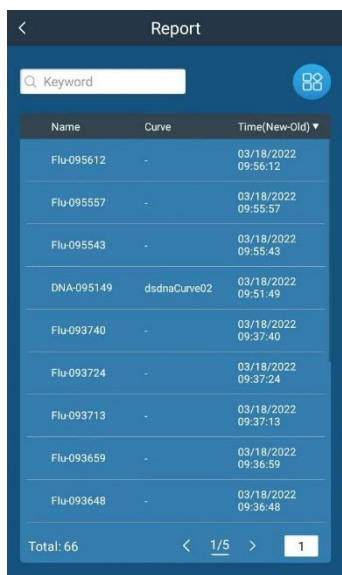 Report
Keyword
Name Curve Time(New-Old) ▼
Flu-095612 - 03/18/2022
09:56:12
Flu-095557 - 03/18/2022
09:55:57
Flu-095543 - 03/18/2022
09:55:43
DNA-095149 dsdnaCurve02 03/18/2022
09:51:49
Flu-093740 - 03/18/2022
09:37:40
Flu-093724 - 03/18/2022
09:37:24
Flu-093713 - 03/18/2022
09:37:13
Flu-093659 - 03/18/2022
09:36:59
Flu-093648 - 03/18/2022
09:36:48
Total: 66 < 1/5 > 1